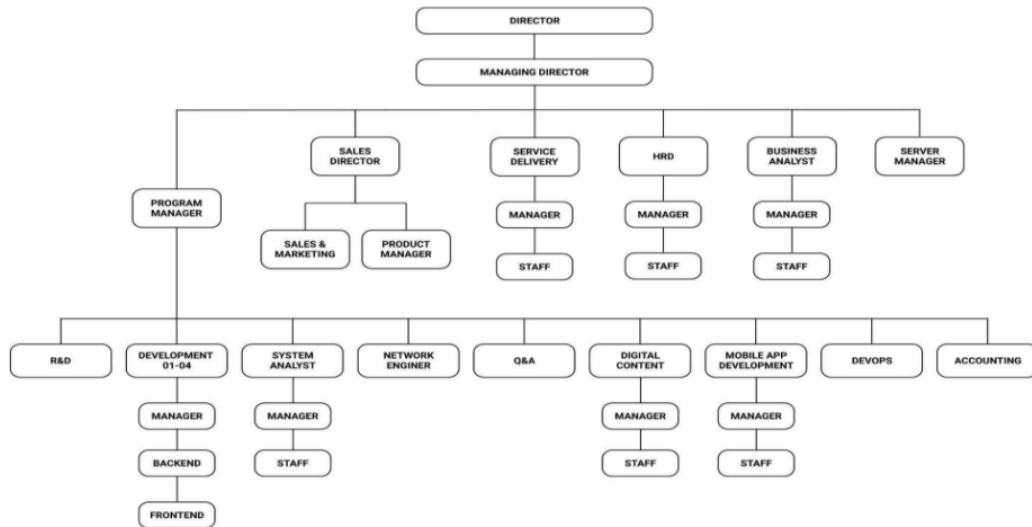 DIRECTOR
MANAGING DIRECTOR
SALES
DIRECTOR
SERVICE
DELIVERY
HRD
BUSINESS
ANALYST
SERVER
MANAGER
PROGRAM
MANAGER
MANAGER
MANAGER
MANAGER
SALES &
MARKETING
PRODUCT
MANAGER
STAFF
STAFF
STAFF
R&D
DEVELOPMENT
01-04
SYSTEM
ANALYST
NETWORK
ENGINER
Q&A
DIGITAL
CONTENT
MOBILE APP
DEVELOPMENT
DEVOPS
ACCOUNTING
MANAGER
MANAGER
MANAGER
MANAGER
BACKEND
STAFF
STAFF
STAFF
FRONTEND